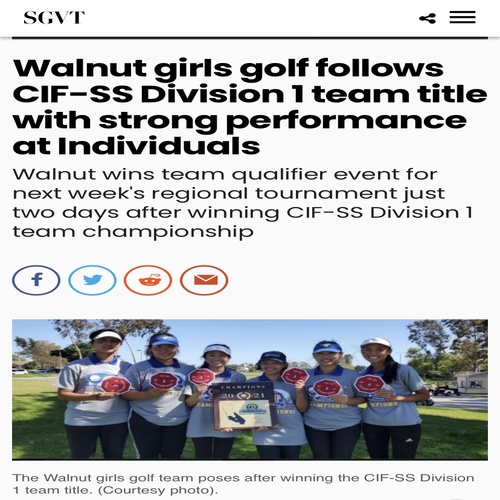 SGVT
Walnut girls golf follows
CIF-SS Division 1 team title
with strong performance
at Individuals
Walnut wins team qualifier event for
next week's regional tournament just
two days after winning CIF-SS Division 1
team championship
CHAMPIONS
2021
The Walnut girls golf team poses after winning the CIF-SS Division
1 team title. (Courtesy photo).